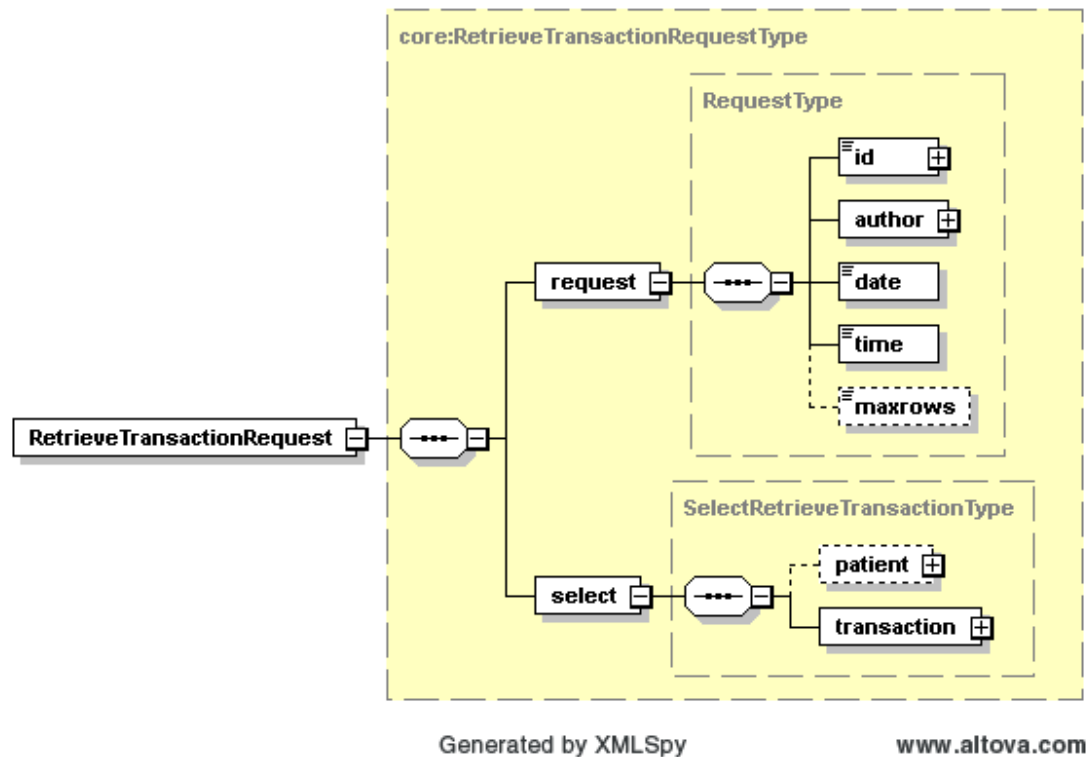 core:RetrieveTransactionRequestType
RequestType
id
author
request
date
time
maxrows
RetrieveTransactionRequest
SelectRetrieveTransactionType
patient
select
transaction
Generated by XMLSpy
www.altova.com